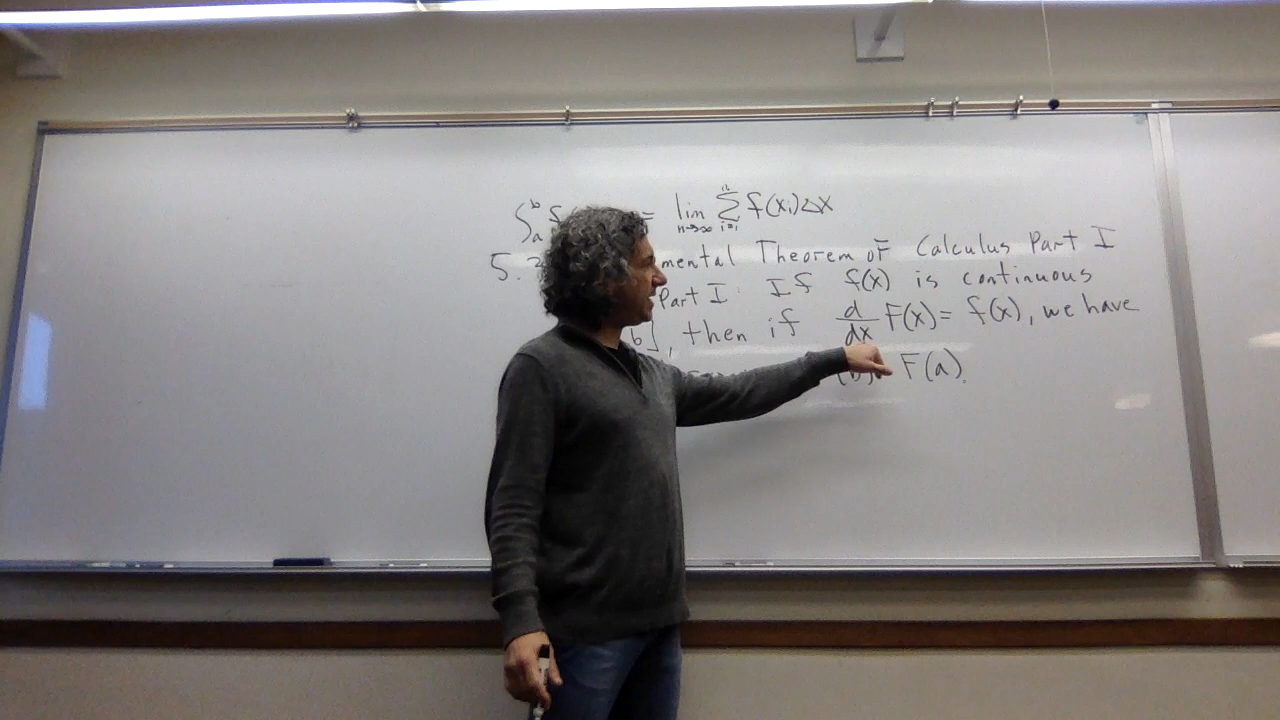 ∫ₐᵇ f = lim n→∞ Σ i=1 n f(xᵢ)Δx
5. mental Theorem of Calculus Part I
Part I: If f(x) is continuous
b], then if d/dx F(x) = f(x), we have
(b) F(a).